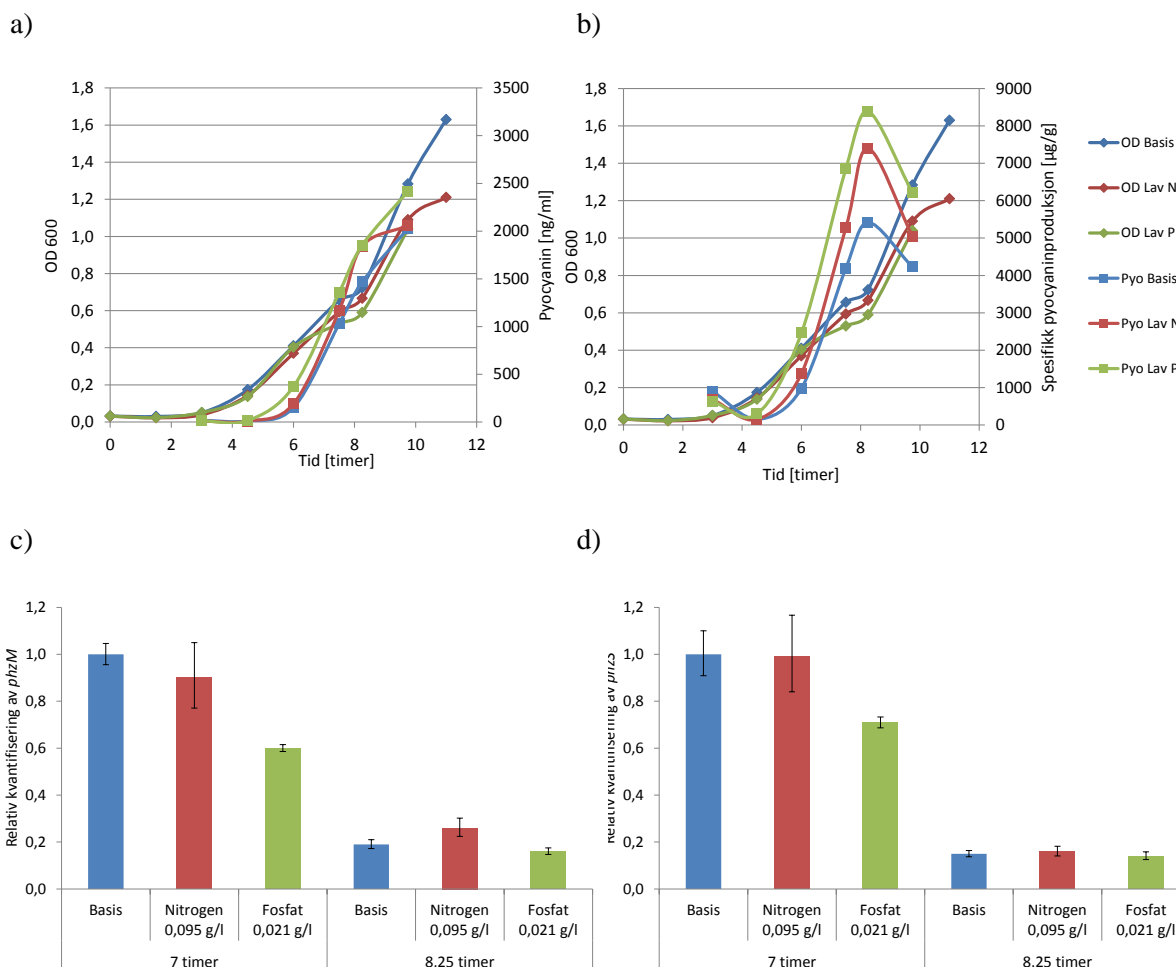 a)
b)
1,8
1,6
1,4
1,2
1,0
0,8
0,6
0,4
0,2
0,0
OD 600
3500
3000
2500
2000
1500
1000
500
0
Pyocyanin [ng/ml]
0 2 4 6 8 10 12
Tid [timer]
1,8
1,6
1,4
1,2
1,0
0,8
0,6
0,4
0,2
0,0
OD 600
9000
8000
7000
6000
5000
4000
3000
2000
1000
0
Spesifikk pyocyaninproduksjon [µg/g]
0 2 4 6 8 10 12
Tid [timer]
OD Basis
OD Lav N
OD Lav P
Pyo Basis
Pyo Lav N
Pyo Lav P
c)
d)
1,2
1,0
0,8
0,6
0,4
0,2
0,0
Relativ kvantifisering av phzM
Basis Nitrogen Fosfat Basis Nitrogen Fosfat
0,095 g/l 0,021 g/l 0,095 g/l 0,021 g/l
7 timer 8,25 timer
1,2
1,0
0,8
0,6
0,4
0,2
0,0
Relativ kvantifisering av phzS
Basis Nitrogen Fosfat Basis Nitrogen Fosfat
0,095 g/l 0,021 g/l 0,095 g/l 0,021 g/l
7 timer 8,25 timer